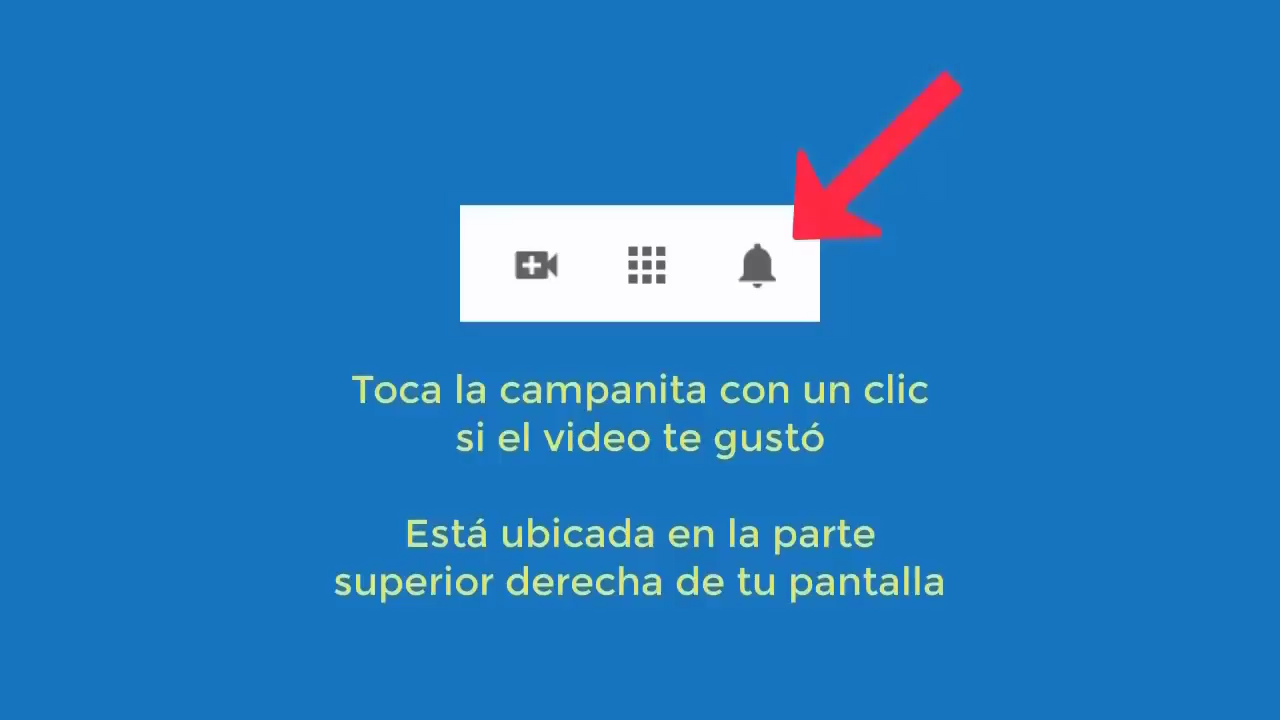 Toca la campanita con un clic
si el video te gustó
Está ubicada en la parte
superior derecha de tu pantalla